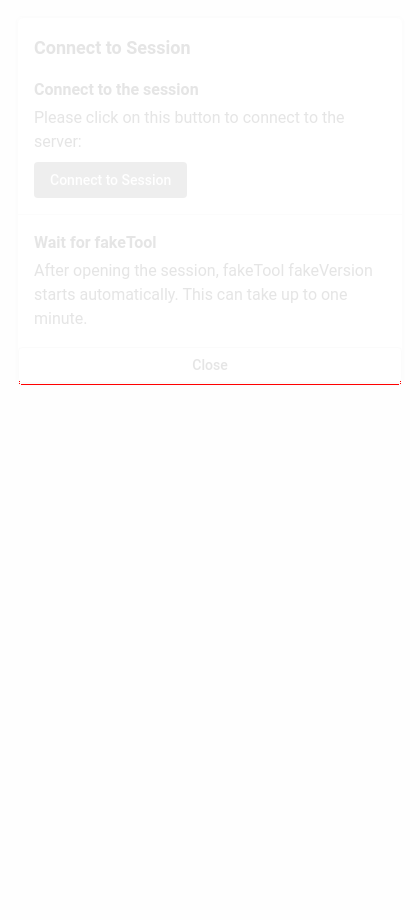 Connect to Session
Connect to the session
Please click on this button to connect to the
server:
Connect to Session
Wait for fakeTool
After opening the session, fakeTool fakeVersion
starts automatically. This can take up to one
minute.
Close